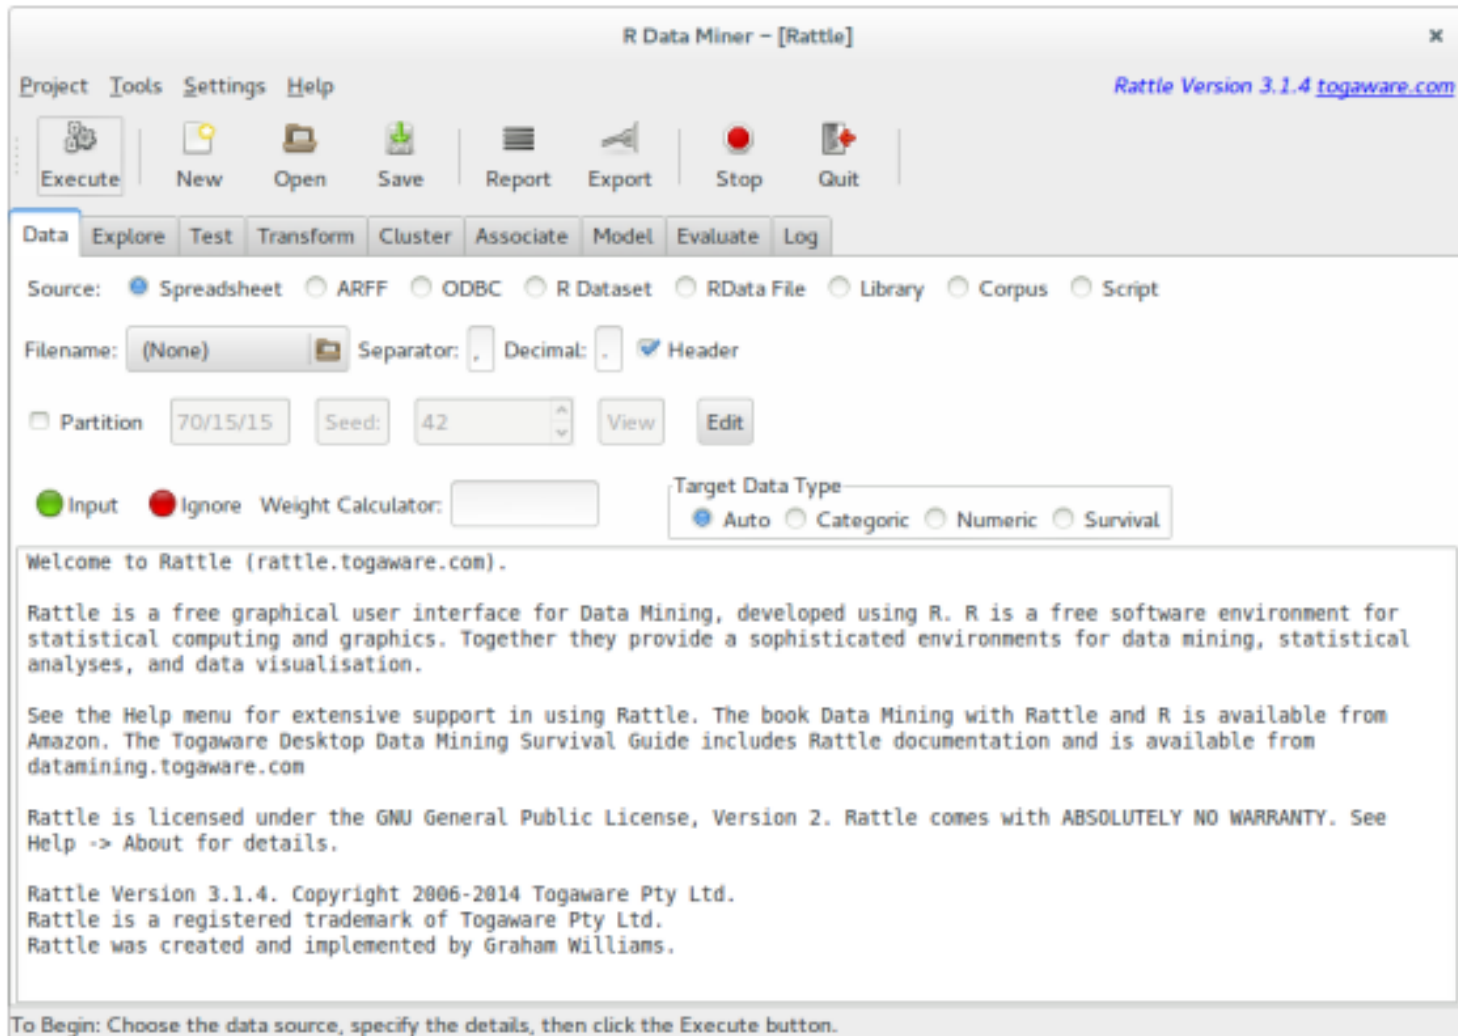 R Data Miner - [Rattle]
Project Tools Settings Help
Rattle Version 3.1.4 togaware.com
Execute New Open Save Report Export Stop Quit
Data Explore Test Transform Cluster Associate Model Evaluate Log
Source: Spreadsheet ARFF ODBC R Dataset RData File Library Corpus Script
Filename: (None) Separator: , Decimal: . Header
Partition 70/15/15 Seed: 42 View Edit
Target Data Type
Input Ignore Weight Calculator:
Auto Categoric Numeric Survival
Welcome to Rattle (rattle.togaware.com).
Rattle is a free graphical user interface for Data Mining, developed using R. R is a free software environment for
statistical computing and graphics. Together they provide a sophisticated environments for data mining, statistical
analyses, and data visualisation.
See the Help menu for extensive support in using Rattle. The book Data Mining with Rattle and R is available from
Amazon. The Togaware Desktop Data Mining Survival Guide includes Rattle documentation and is available from
datamining.togaware.com
Rattle is licensed under the GNU General Public License, Version 2. Rattle comes with ABSOLUTELY NO WARRANTY. See
Help -> About for details.
Rattle Version 3.1.4. Copyright 2006-2014 Togaware Pty Ltd.
Rattle is a registered trademark of Togaware Pty Ltd.
Rattle was created and implemented by Graham Williams.
To Begin: Choose the data source, specify the details, then click the Execute button.